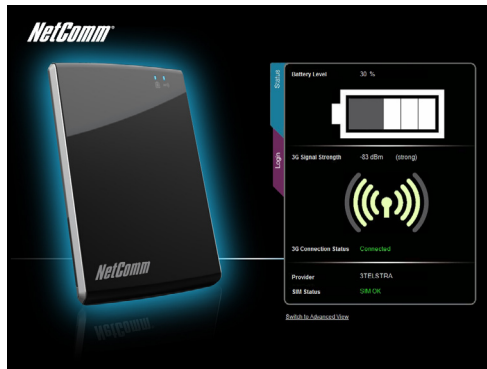 NetComm
Status
Login
Battery Level 30 %
3G Signal Strength -83 dBm (strong)
3G Connection Status Connected
Provider 3TELSTRA
SIM Status SIM OK
Switch to Advanced View
NetComm